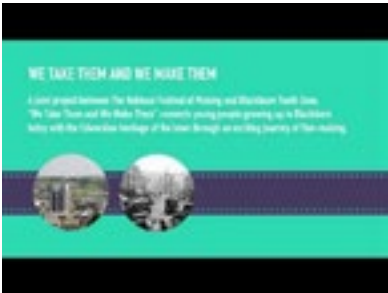 WE TAKE THEM AND WE MAKE THEM
A joint project between The National Festival of Making and Blackburn Youth Zone,
"We Take Them and We Make Them" connects young people growing up in Blackburn
today with the Edwardian heritage of the town through an exciting journey of film-making.